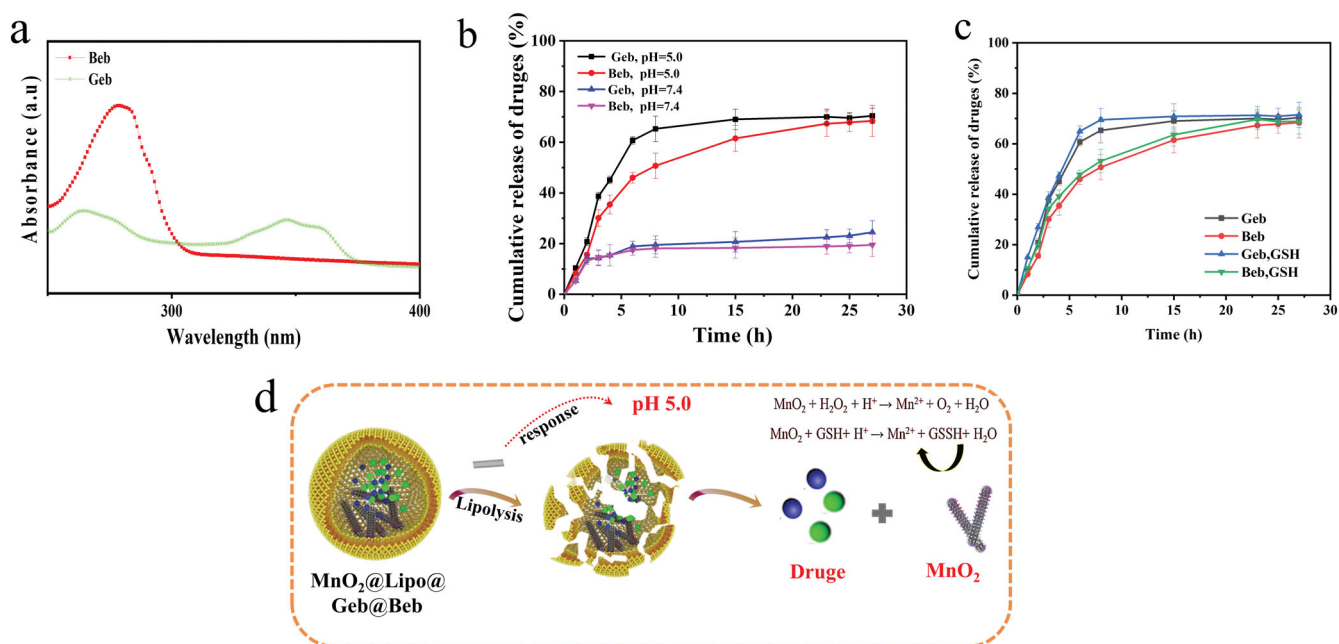 a
Beb
Geb
Absorbance (a.u)
300
400
Wavelength (nm)
b
Geb, pH=5.0
Beb, pH=5.0
Geb, pH=7.4
Beb, pH=7.4
Cumulative release of druges (%)
100
80
60
40
20
0
0 5 10 15 20 25 30
Time (h)
c
Cumulative release of druges (%)
100
80
60
40
20
0
Geb
Beb
Geb,GSH
Beb,GSH
0 5 10 15 20 25 30
Time (h)
d
response
pH 5.0
Lipolysis
MnO₂@Lipo@
Geb@Beb
MnO₂ + H₂O₂ + H⁺ → Mn²⁺ + O₂ + H₂O
MnO₂ + GSH+ H⁺ → Mn²⁺ + GSSH+ H₂O
Druge
MnO₂